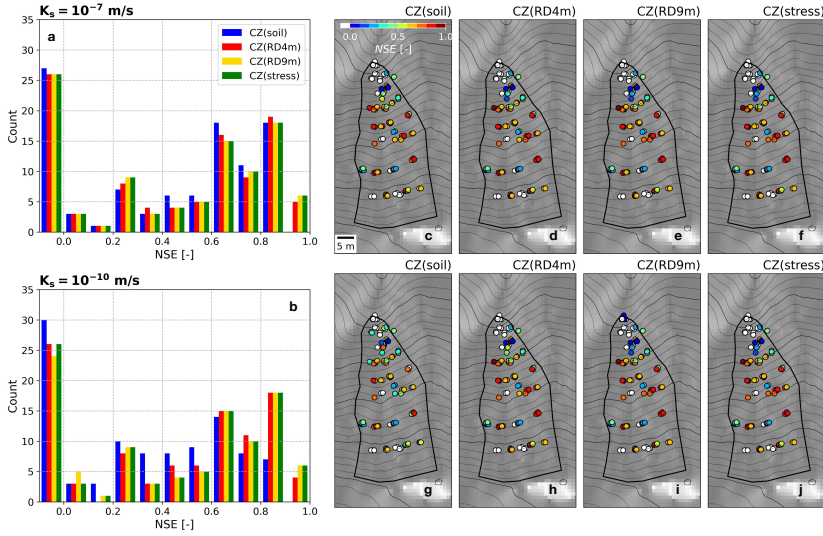 K_s = 10^-7 m/s
a
CZ(soil)
CZ(RD4m)
CZ(RD9m)
CZ(stress)
35
30
25
20
15
10
5
0
Count
0.0
0.2
0.4
0.6
0.8
1.0
NSE [-]
CZ(soil)
CZ(RD4m)
CZ(RD9m)
CZ(stress)
0.0
0.5
1.0
NSE [-]
5 m
c
d
e
f
K_s = 10^-10 m/s
b
35
30
25
20
15
10
5
0
Count
0.0
0.2
0.4
0.6
0.8
1.0
NSE [-]
CZ(soil)
CZ(RD4m)
CZ(RD9m)
CZ(stress)
g
h
i
j